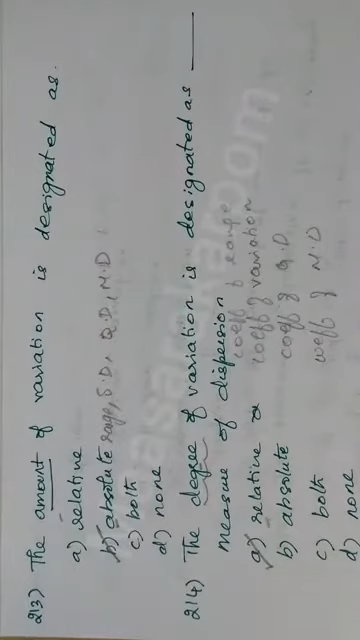 213) The amount of variation is designated as.
a) relative
b) absolute range, S.D, Q.D, M.D
c) both
d) none
214) The degree of variation is designated as ____
measure of dispersion
coeff of range
a) relative coeff of variation
b) absolute coeff of Q.D
c) both coeff of M.D
d) none